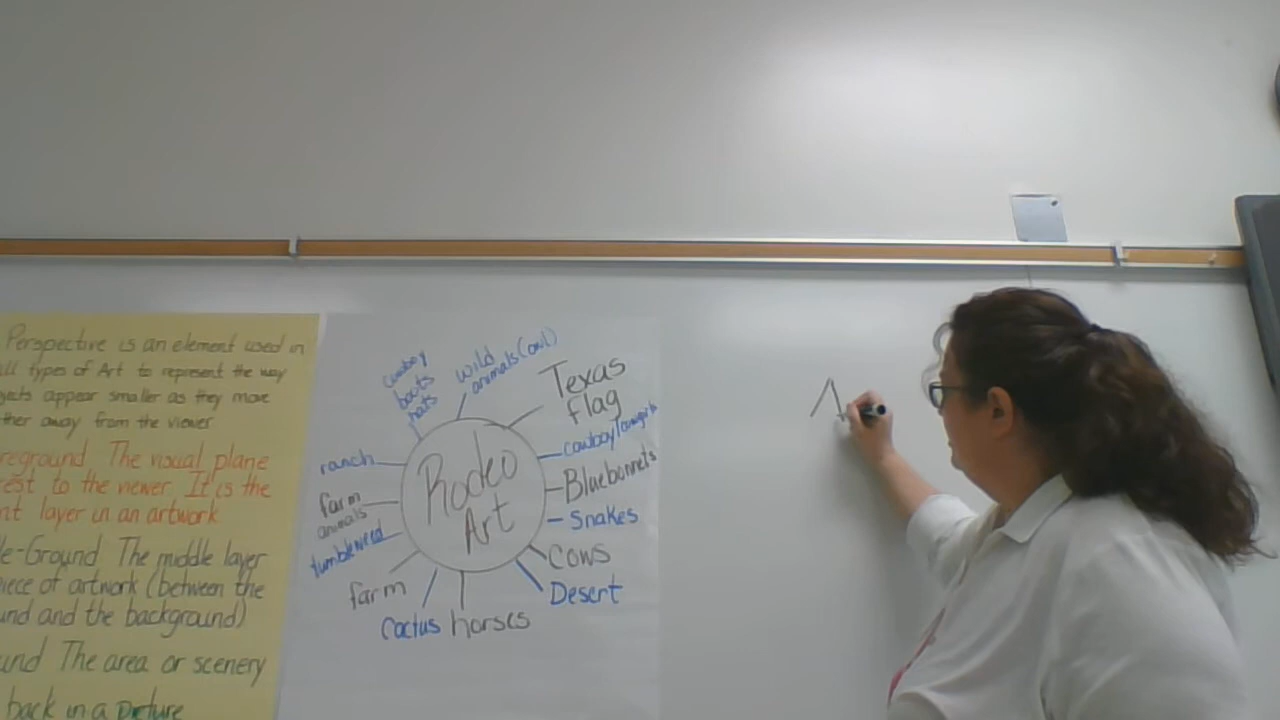 Perspective is an element used in
all types of Art to represent the way
objects appear smaller as they move
ther away from the viewer
reground The visual plane
rest to the viewer. It is the
nt layer in an artwork
le-Ground The middle layer
piece of artwork (between the
und and the background)
und The area or scenery
back in a picture
Rodeo
Art
cowboy
boots
hats
wild
animals (owl)
Texas
flag
cowboy/cowgirls
Bluebonnets
Snakes
Cows
Desert
horses
cactus
farm
tumbleweed
farm
animals
ranch